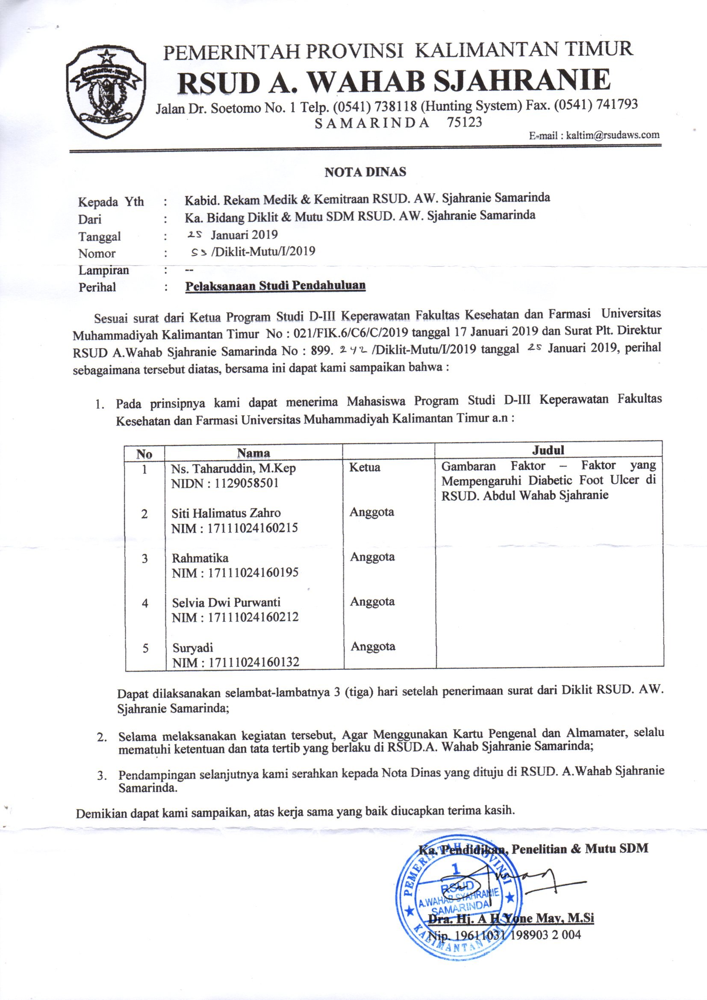 PEMERINTAH PROVINSI KALIMANTAN TIMUR
RSUD A. WAHAB SJAHRANIE
Jalan Dr. Soetomo No. 1 Telp. (0541) 738118 (Hunting System) Fax. (0541) 741793
SAMARINDA 75123
E-mail : kaltim@rsudaws.com
NOTA DINAS
Kepada Yth : Kabid. Rekam Medik & Kemitraan RSUD. AW. Sjahranie Samarinda
Dari : Ka. Bidang Diklit & Mutu SDM RSUD. AW. Sjahranie Samarinda
Tanggal : 25 Januari 2019
Nomor : 53 /Diklit-Mutu/I/2019
Lampiran : --
Perihal : Pelaksanaan Studi Pendahuluan
Sesuai surat dari Ketua Program Studi D-III Keperawatan Fakultas Kesehatan dan Farmasi Universitas
Muhammadiyah Kalimantan Timur No : 021/FIK.6/C6/C/2019 tanggal 17 Januari 2019 dan Surat Plt. Direktur
RSUD A.Wahab Sjahranie Samarinda No : 899. 242 /Diklit-Mutu/I/2019 tanggal 25 Januari 2019, perihal
sebagaimana tersebut diatas, bersama ini dapat kami sampaikan bahwa :
1. Pada prinsipnya kami dapat menerima Mahasiswa Program Studi D-III Keperawatan Fakultas
Kesehatan dan Farmasi Universitas Muhammadiyah Kalimantan Timur a.n :
No Nama Judul
1 Ns. Taharuddin, M.Kep Ketua Gambaran Faktor – Faktor yang
NIDN : 1129058501 Mempengaruhi Diabetic Foot Ulcer di
RSUD. Abdul Wahab Sjahranie
2 Siti Halimatus Zahro Anggota
NIM : 17111024160215
3 Rahmatika Anggota
NIM : 17111024160195
4 Selvia Dwi Purwanti Anggota
NIM : 17111024160212
5 Suryadi Anggota
NIM : 17111024160132
Dapat dilaksanakan selambat-lambatnya 3 (tiga) hari setelah penerimaan surat dari Diklit RSUD. AW.
Sjahranie Samarinda;
2. Selama melaksanakan kegiatan tersebut, Agar Menggunakan Kartu Pengenal dan Almamater, selalu
mematuhi ketentuan dan tata tertib yang berlaku di RSUD.A. Wahab Sjahranie Samarinda;
3. Pendampingan selanjutnya kami serahkan kepada Nota Dinas yang dituju di RSUD. A.Wahab Sjahranie
Samarinda.
Demikian dapat kami sampaikan, atas kerja sama yang baik diucapkan terima kasih.
Ka. Pendidikan, Penelitian & Mutu SDM
PEMERINTAH PROVINSI
1
RSUD
A.WAHAB SYAHRANIE
SAMARINDA
KALIMANTAN TIMUR
Dra. Hj. A H Yone May, M.Si
Nip. 19611031 198903 2 004